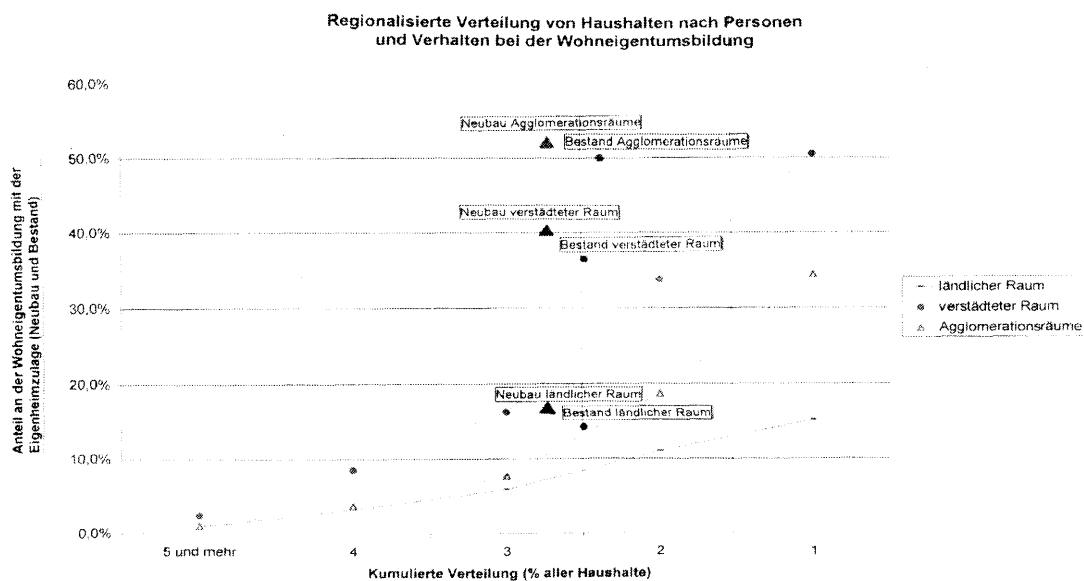 Regionalisierte Verteilung von Haushalten nach Personen
und Verhalten bei der Wohneigentumsbildung
Anteil an der Wohneigentumsbildung mit der
Eigenheimzulage (Neubau und Bestand)
60,0%
50,0%
40,0%
30,0%
20,0%
10,0%
0,0%
Neubau Agglomerationsräume
Bestand Agglomerationsräume
Neubau verstädteter Raum
Bestand verstädteter Raum
Neubau ländlicher Raum
Bestand ländlicher Raum
ländlicher Raum
verstädteter Raum
Agglomerationsräume
5 und mehr
4
3
2
1
Kumulierte Verteilung (% aller Haushalte)